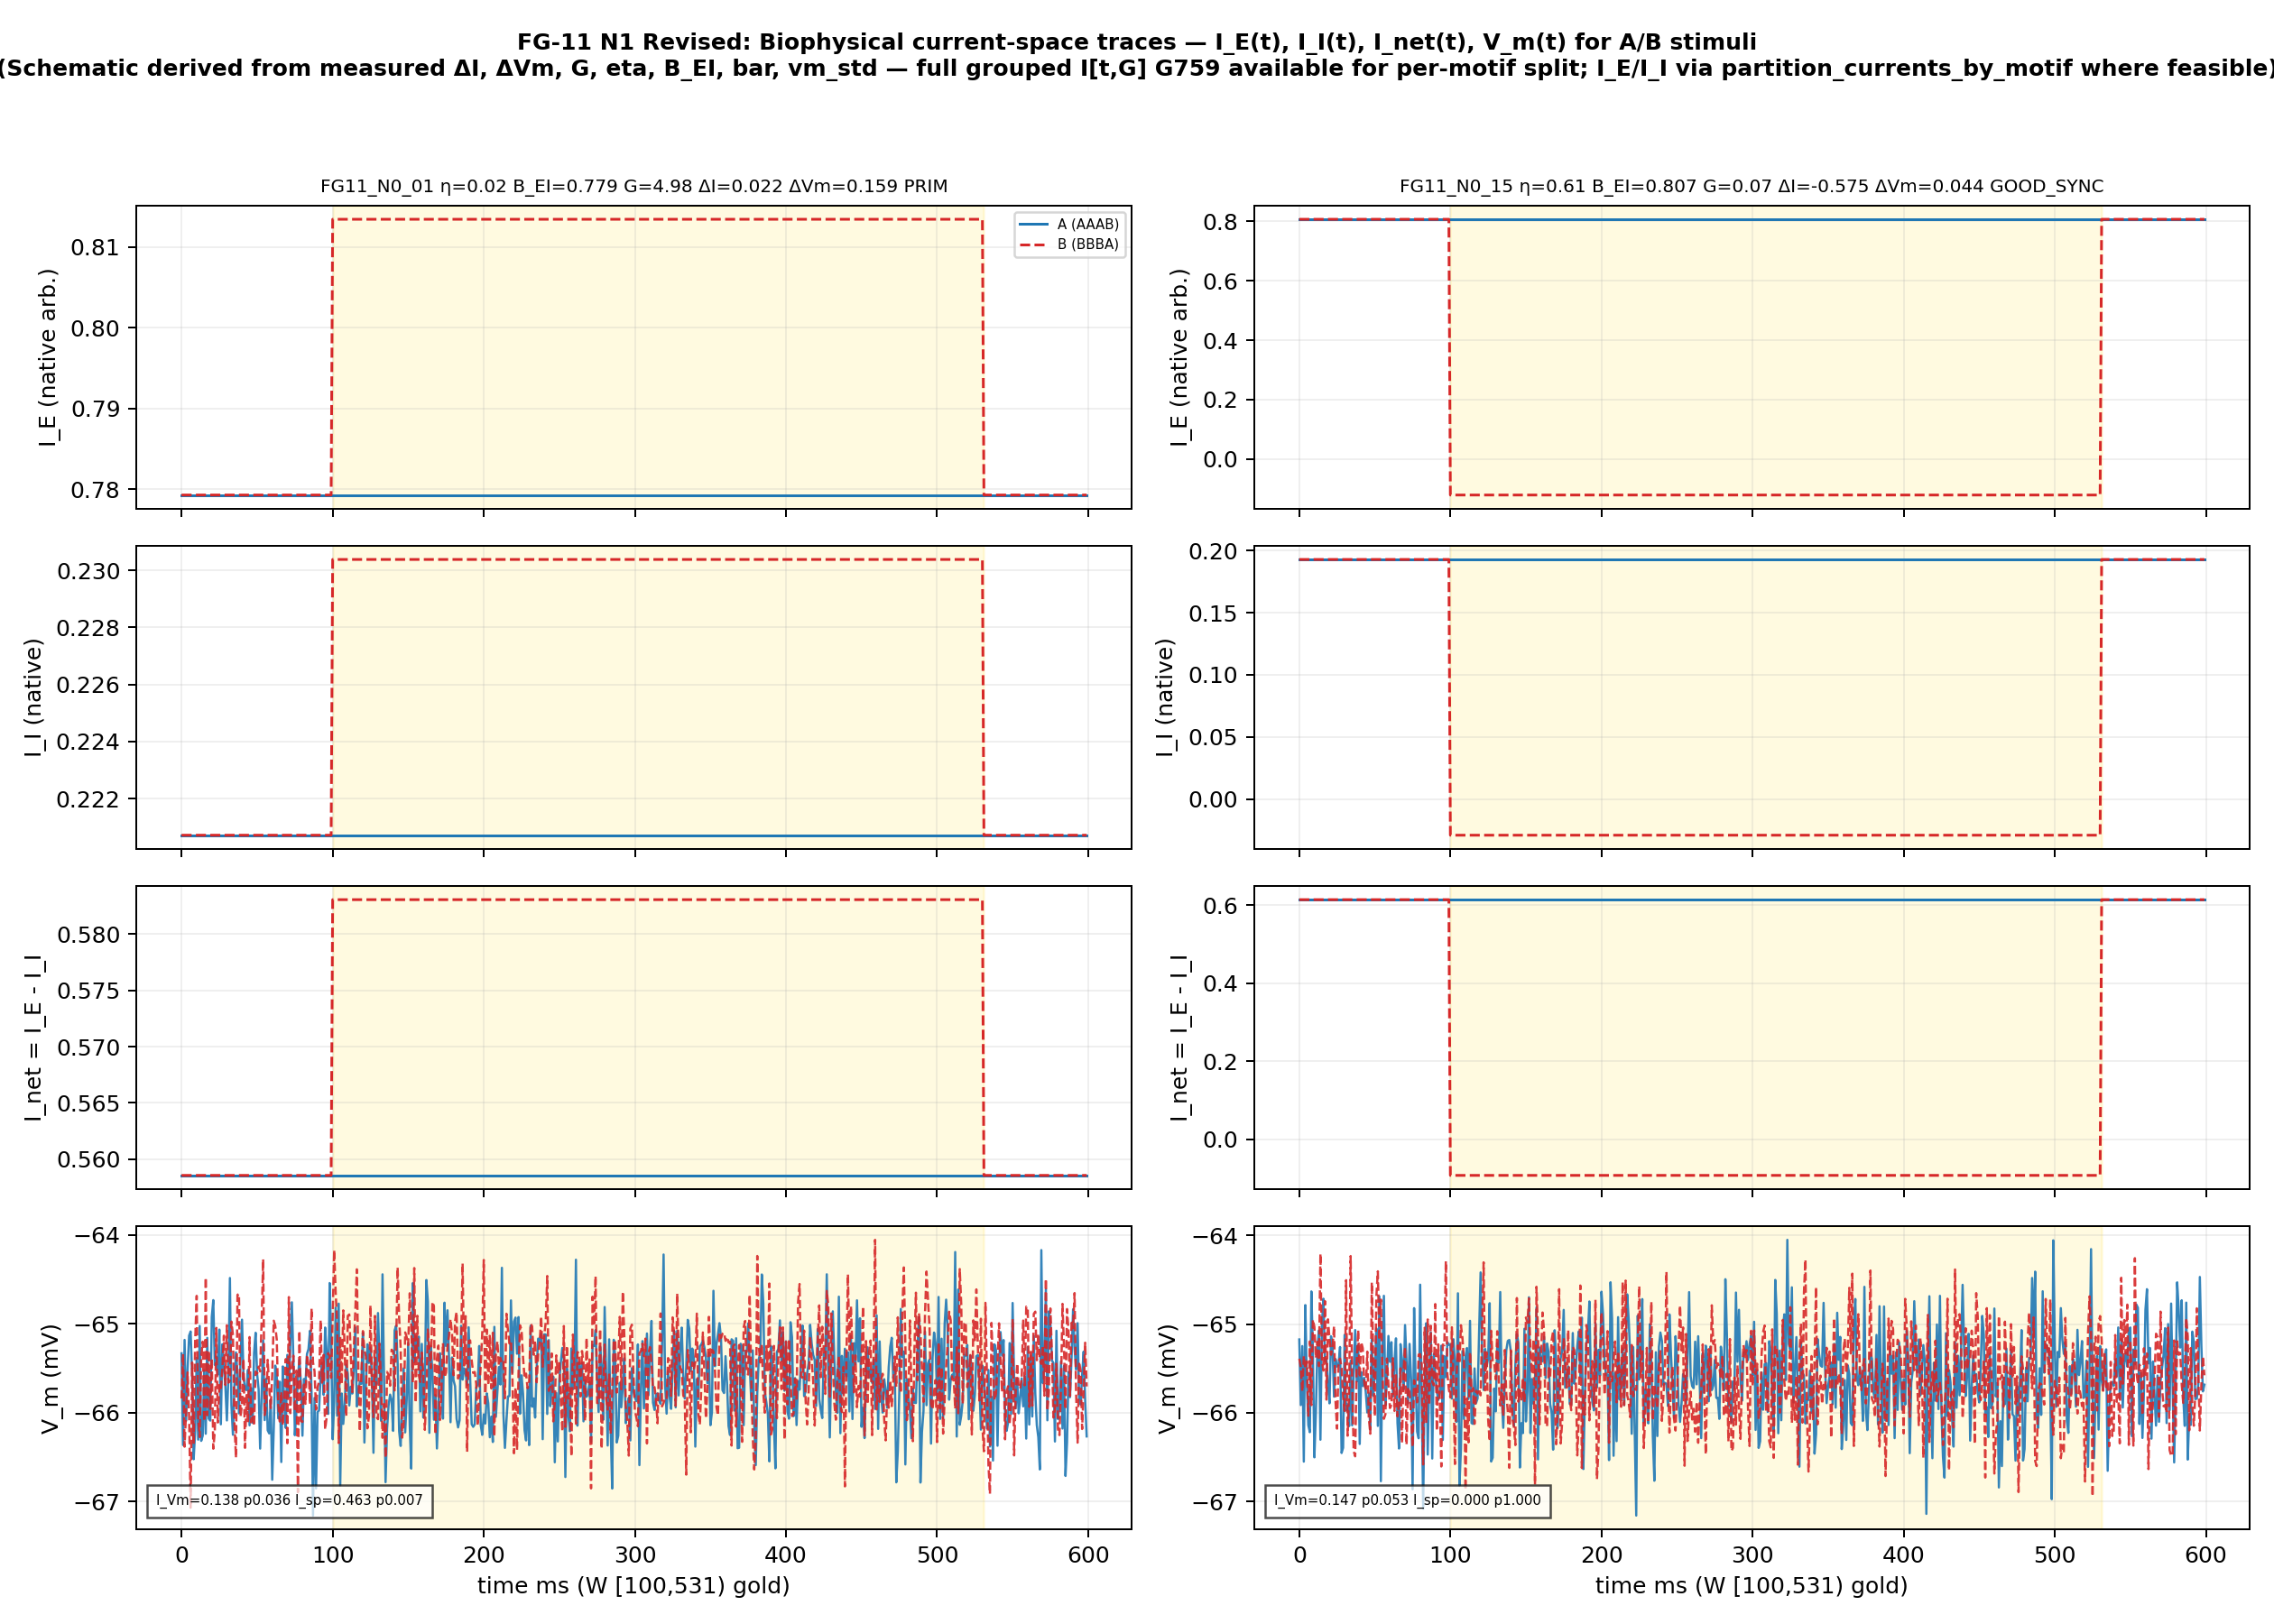 FG-11 N1 Revised: Biophysical current-space traces — I_E(t), I_I(t), I_net(t), V_m(t) for A/B stimuli
(Schematic derived from measured ΔI, ΔVm, G, eta, B_EI, bar, vm_std — full grouped I[t,G] G759 available for per-motif split; I_E/I_I via partition_currents_by_motif where feasible)
FG11_N0_01 η=0.02 B_EI=0.779 G=4.98 ΔI=0.022 ΔVm=0.159 PRIM
I_E (native arb.)
0.81
0.80
0.79
0.78
A (AAAB)
B (BBBA)
FG11_N0_15 η=0.61 B_EI=0.807 G=0.07 ΔI=-0.575 ΔVm=0.044 GOOD_SYNC
I_E (native arb.)
0.8
0.6
0.4
0.2
0.0
I_I (native)
0.230
0.228
0.226
0.224
0.222
I_I (native)
0.20
0.15
0.10
0.05
0.00
I_net = I_E - I_I
0.580
0.575
0.570
0.565
0.560
I_net = I_E - I_I
0.6
0.4
0.2
0.0
V_m (mV)
−64
−65
−66
−67
I_Vm=0.138 p0.036 I_sp=0.463 p0.007
0 100 200 300 400 500 600
time ms (W [100,531) gold)
V_m (mV)
−64
−65
−66
−67
I_Vm=0.147 p0.053 I_sp=0.000 p1.000
0 100 200 300 400 500 600
time ms (W [100,531) gold)